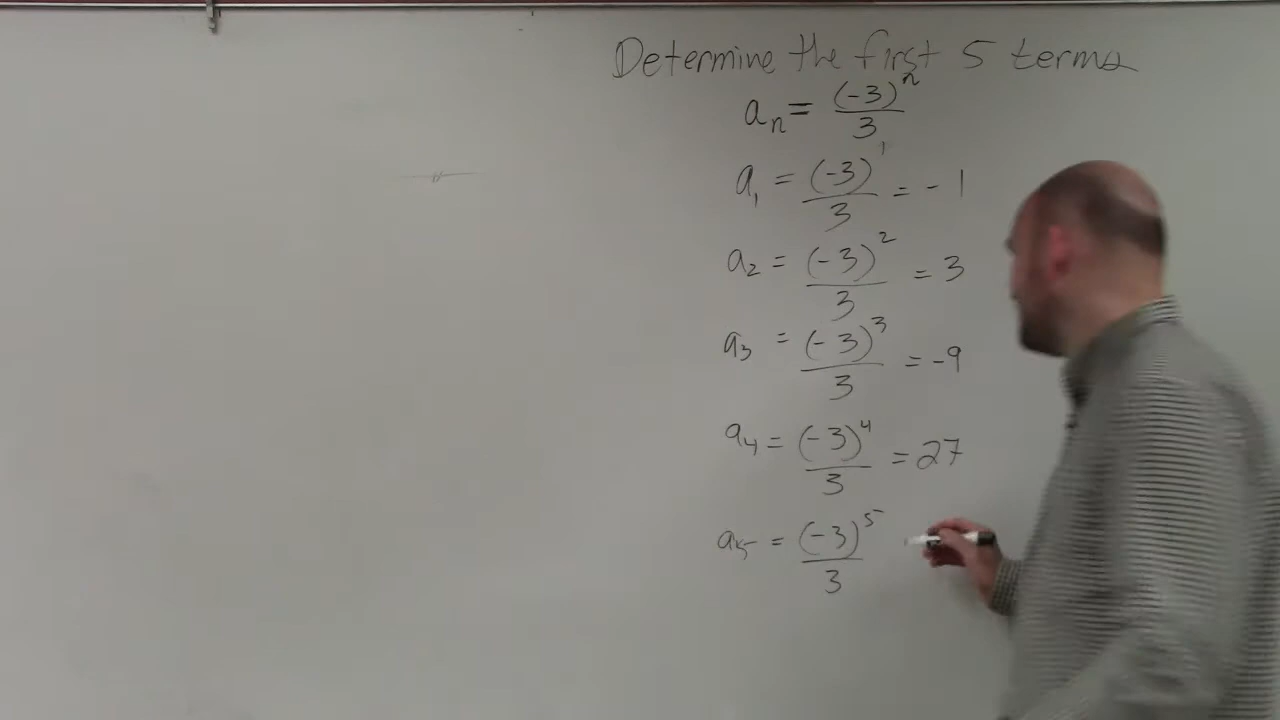 Determine the first 5 terms
aₙ = (-3)ⁿ/3
a₁ = (-3)¹/3 = -1
a₂ = (-3)²/3 = 3
a₃ = (-3)³/3 = -9
a₄ = (-3)⁴/3 = 27
a₅ = (-3)⁵/3